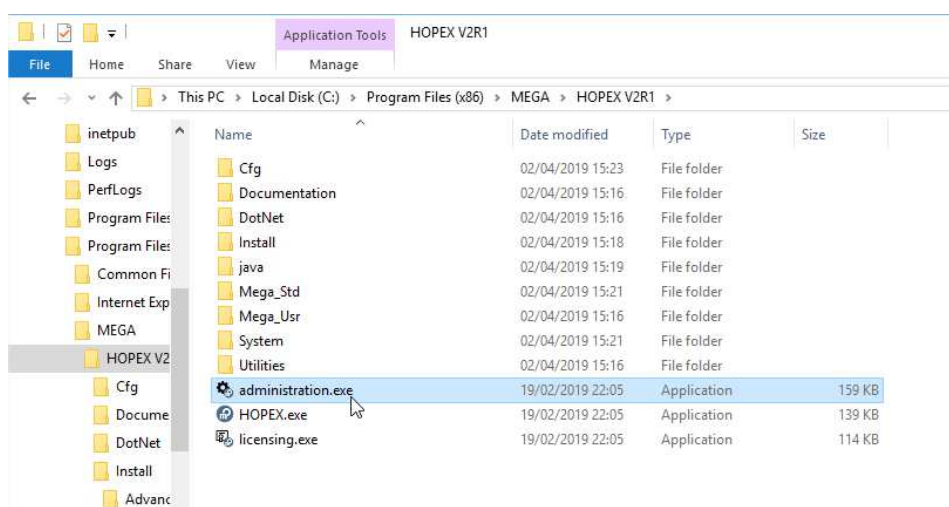 Application Tools HOPEX V2R1
File Home Share View Manage
This PC > Local Disk (C:) > Program Files (x86) > MEGA > HOPEX V2R1 >
Name Date modified Type Size
inetpub
Logs
PerfLogs
Program Files
Program Files
Common Fi
Internet Exp
MEGA
HOPEX V2
Cfg
Docume
DotNet
Install
Advanc
Cfg 02/04/2019 15:23 File folder
Documentation 02/04/2019 15:16 File folder
DotNet 02/04/2019 15:16 File folder
Install 02/04/2019 15:18 File folder
java 02/04/2019 15:19 File folder
Mega_Std 02/04/2019 15:21 File folder
Mega_Usr 02/04/2019 15:16 File folder
System 02/04/2019 15:21 File folder
Utilities 02/04/2019 15:16 File folder
administration.exe 19/02/2019 22:05 Application 159 KB
HOPEX.exe 19/02/2019 22:05 Application 139 KB
licensing.exe 19/02/2019 22:05 Application 114 KB